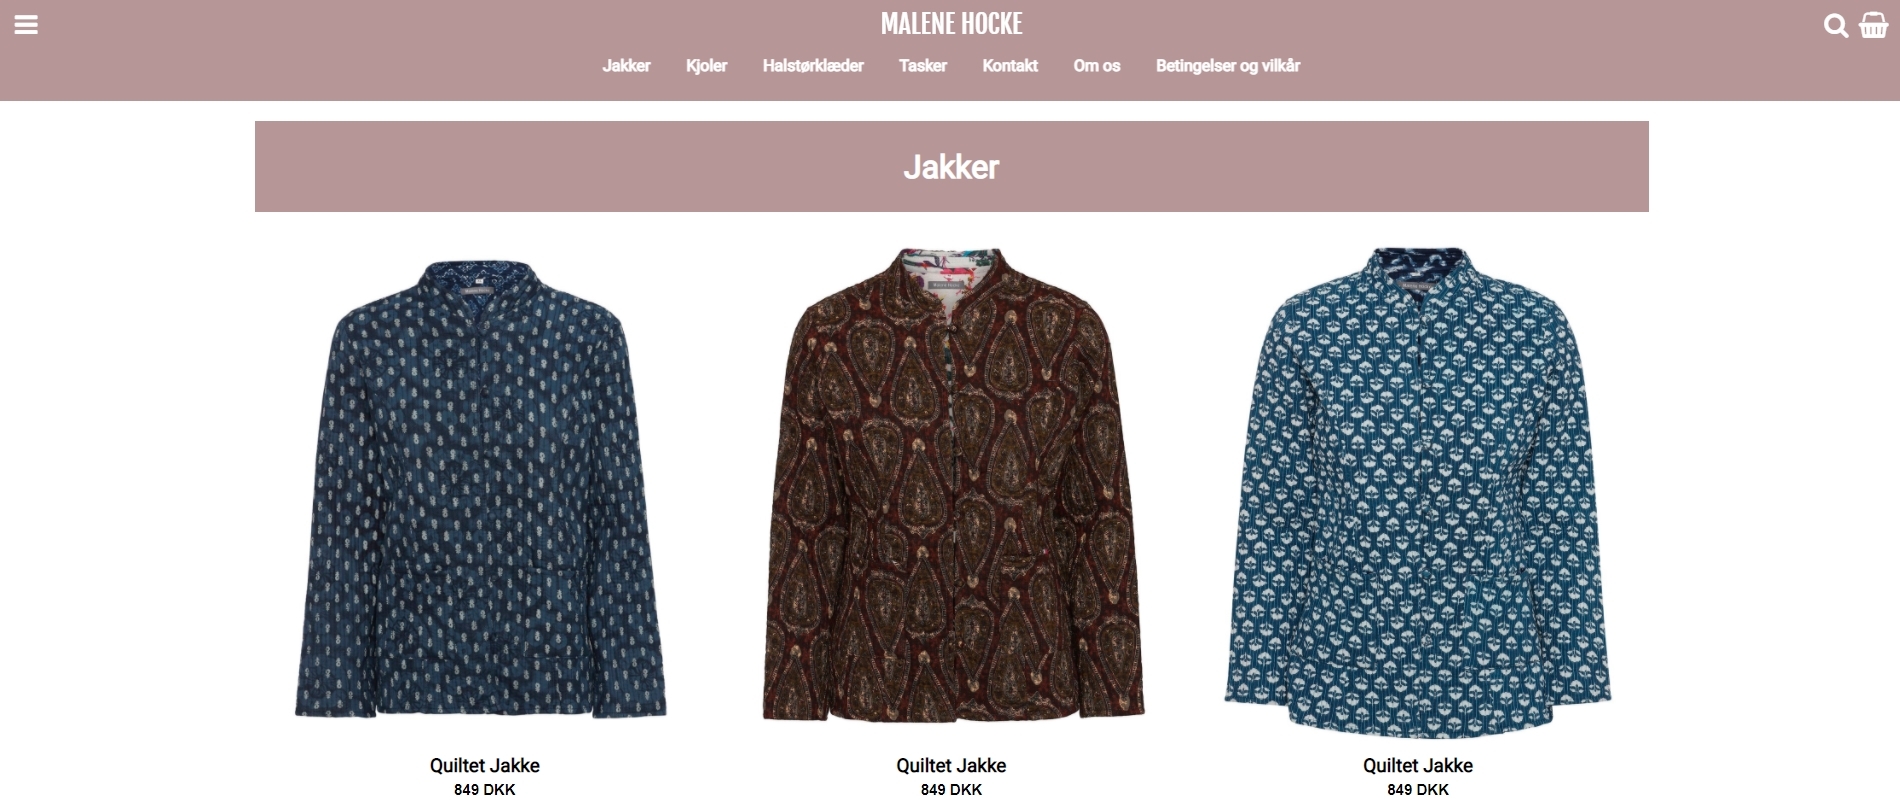 MALENE HOCKE
Jakker Kjoler Halstørklæder Tasker Kontakt Om os Betingelser og vilkår
Jakker
Quiltet Jakke Quiltet Jakke Quiltet Jakke
849 DKK 849 DKK 849 DKK